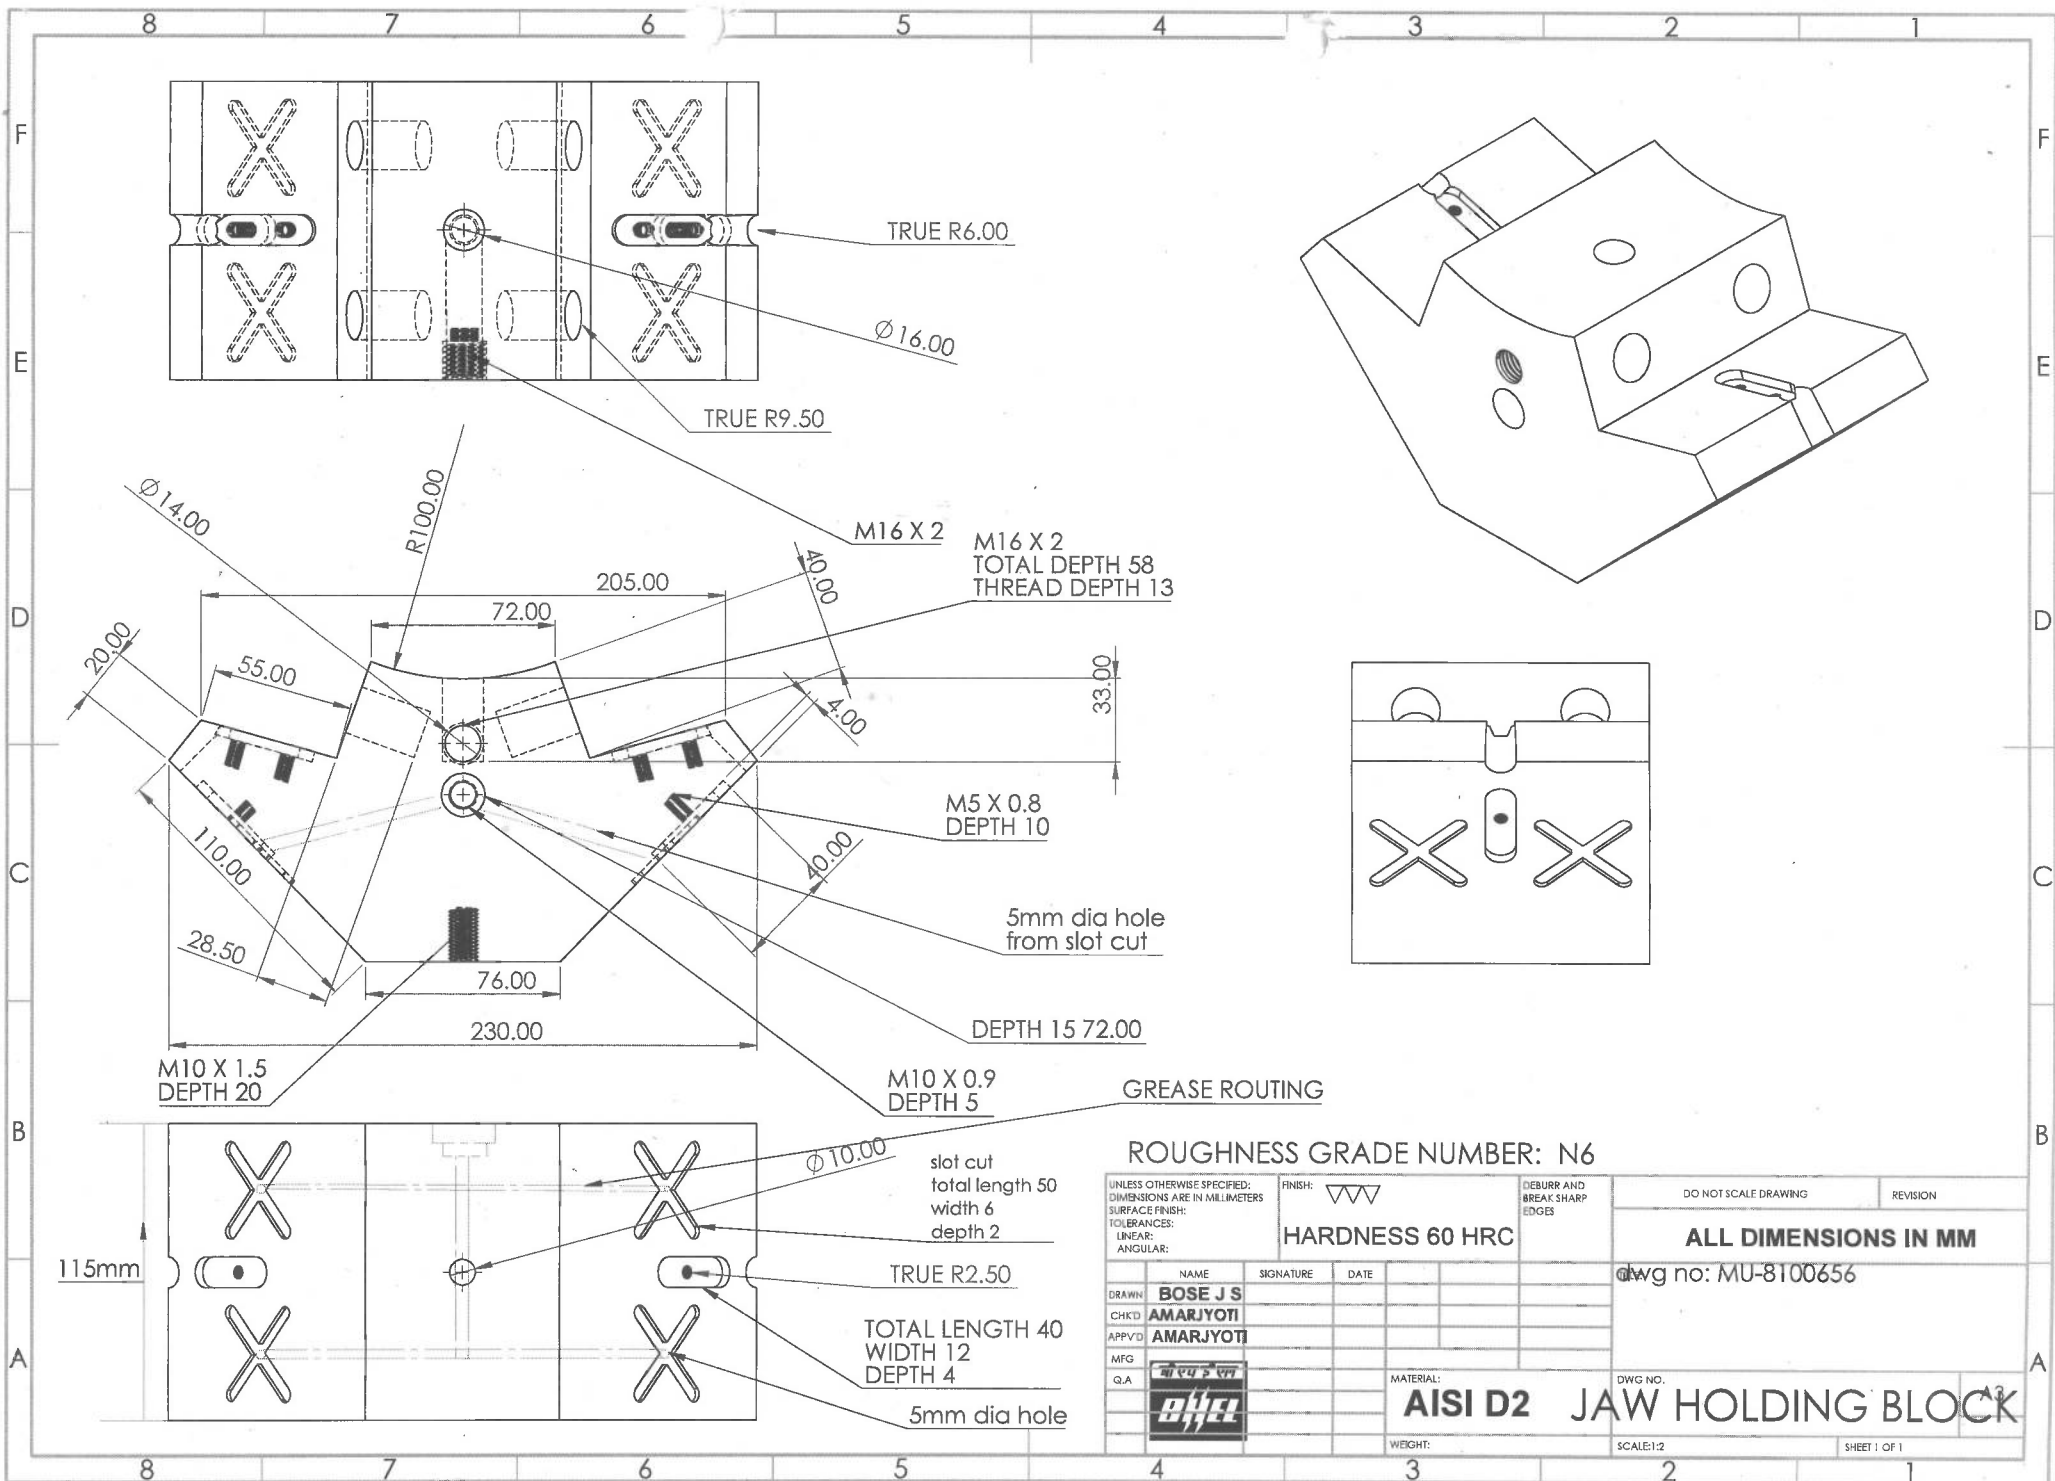 8 7 6 5 4 3 2 1
F
F
TRUE R6.00
Ø16.00
E
E
TRUE R9.50
Ø14.00
R100.00
M16 X 2
M16 X 2
TOTAL DEPTH 58
THREAD DEPTH 13
40.00
205.00
72.00
D
D
20.00
55.00
33.00
4.00
M5 X 0.8
DEPTH 10
110.00
40.00
C
C
5mm dia hole
from slot cut
28.50
76.00
DEPTH 15 72.00
230.00
M10 X 1.5
DEPTH 20
M10 X 0.9
DEPTH 5
GREASE ROUTING
B
B
Ø10.00
slot cut
total length 50
width 6
depth 2
115mm
TRUE R2.50
TOTAL LENGTH 40
WIDTH 12
DEPTH 4
A
A
5mm dia hole
ROUGHNESS GRADE NUMBER: N6
UNLESS OTHERWISE SPECIFIED:
DIMENSIONS ARE IN MILLIMETERS
SURFACE FINISH:
TOLERANCES:
LINEAR:
ANGULAR:
FINISH:
HARDNESS 60 HRC
DEBURR AND
BREAK SHARP
EDGES
DO NOT SCALE DRAWING
REVISION
ALL DIMENSIONS IN MM
dwg no: MU-8100656
NAME SIGNATURE DATE
DRAWN BOSE J S
CHK'D AMARJYOTI
APPV'D AMARJYOTI
MFG
Q.A
BHEL
MATERIAL:
AISI D2
DWG NO.
JAW HOLDING BLOCK
A3
WEIGHT:
SCALE:1:2
SHEET 1 OF 1
8 7 6 5 4 3 2 1